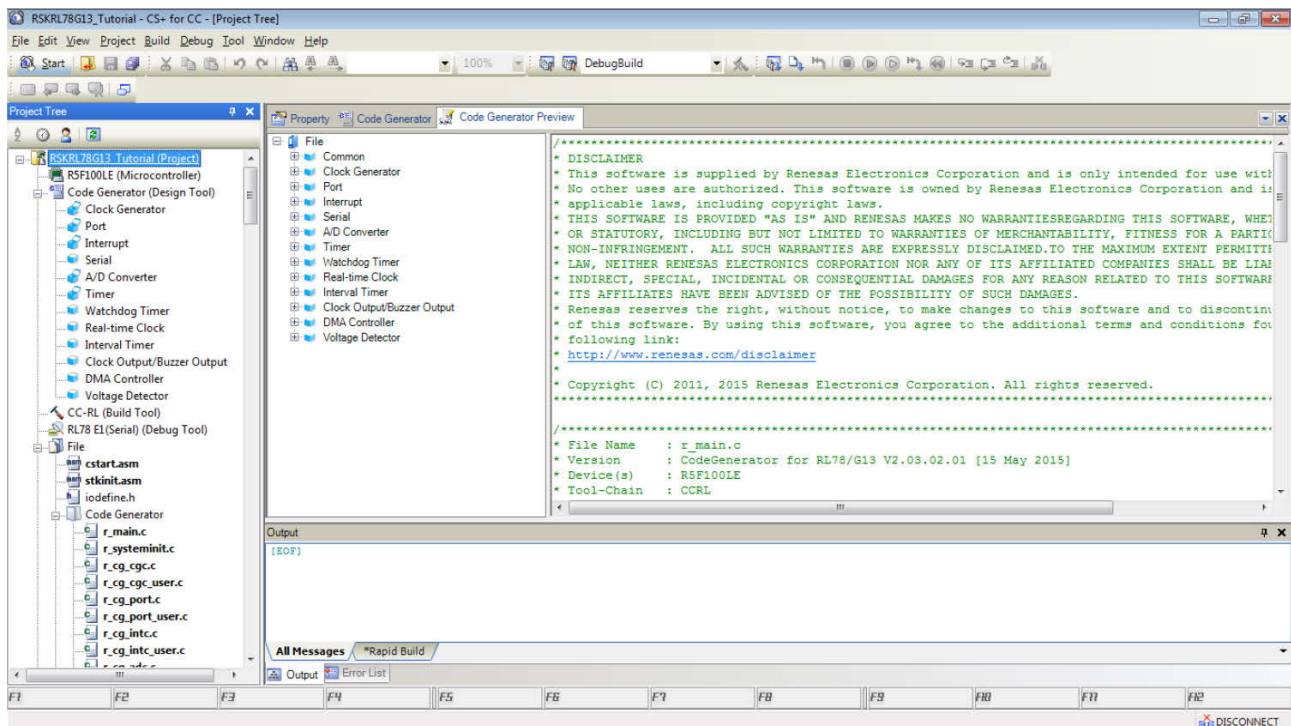 RSKRL78G13_Tutorial - CS+ for CC - [Project Tree]
File Edit View Project Build Debug Tool Window Help
Start 100% DebugBuild
Project Tree
RSKRL78G13_Tutorial (Project)
R5F100LE (Microcontroller)
Code Generator (Design Tool)
Clock Generator
Port
Interrupt
Serial
A/D Converter
Timer
Watchdog Timer
Real-time Clock
Interval Timer
Clock Output/Buzzer Output
DMA Controller
Voltage Detector
CC-RL (Build Tool)
RL78 E1(Serial) (Debug Tool)
File
cstart.asm
stkinit.asm
iodefine.h
Code Generator
r_main.c
r_systeminit.c
r_cg_cgc.c
r_cg_cgc_user.c
r_cg_port.c
r_cg_port_user.c
r_cg_intc.c
r_cg_intc_user.c
r_cg_adc.c
Property Code Generator Code Generator Preview
File
Common
Clock Generator
Port
Interrupt
Serial
A/D Converter
Timer
Watchdog Timer
Real-time Clock
Interval Timer
Clock Output/Buzzer Output
DMA Controller
Voltage Detector
/***********************************************************************
* DISCLAIMER
* This software is supplied by Renesas Electronics Corporation and is only intended for use with
* No other uses are authorized. This software is owned by Renesas Electronics Corporation and is
* applicable laws, including copyright laws.
* THIS SOFTWARE IS PROVIDED "AS IS" AND RENESAS MAKES NO WARRANTIESREGARDING THIS SOFTWARE, WHET
* OR STATUTORY, INCLUDING BUT NOT LIMITED TO WARRANTIES OF MERCHANTABILITY, FITNESS FOR A PARTIC
* NON-INFRINGEMENT.  ALL SUCH WARRANTIES ARE EXPRESSLY DISCLAIMED.TO THE MAXIMUM EXTENT PERMITTE
* LAW, NEITHER RENESAS ELECTRONICS CORPORATION NOR ANY OF ITS AFFILIATED COMPANIES SHALL BE LIAB
* INDIRECT, SPECIAL, INCIDENTAL OR CONSEQUENTIAL DAMAGES FOR ANY REASON RELATED TO THIS SOFTWARE
* ITS AFFILIATES HAVE BEEN ADVISED OF THE POSSIBILITY OF SUCH DAMAGES.
* Renesas reserves the right, without notice, to make changes to this software and to discontinu
* of this software. By using this software, you agree to the additional terms and conditions fou
* following link:
* http://www.renesas.com/disclaimer
*
* Copyright (C) 2011, 2015 Renesas Electronics Corporation. All rights reserved.
***********************************************************************
/***********************************************************************
* File Name : r_main.c
* Version : CodeGenerator for RL78/G13 V2.03.02.01 [15 May 2015]
* Device(s) : R5F100LE
* Tool-Chain : CCRL
Output
[EOF]
All Messages *Rapid Build
Output Error List
F1 F2 F3 F4 F5 F6 F7 F8 F9 F10 F11 F12
DISCONNECT